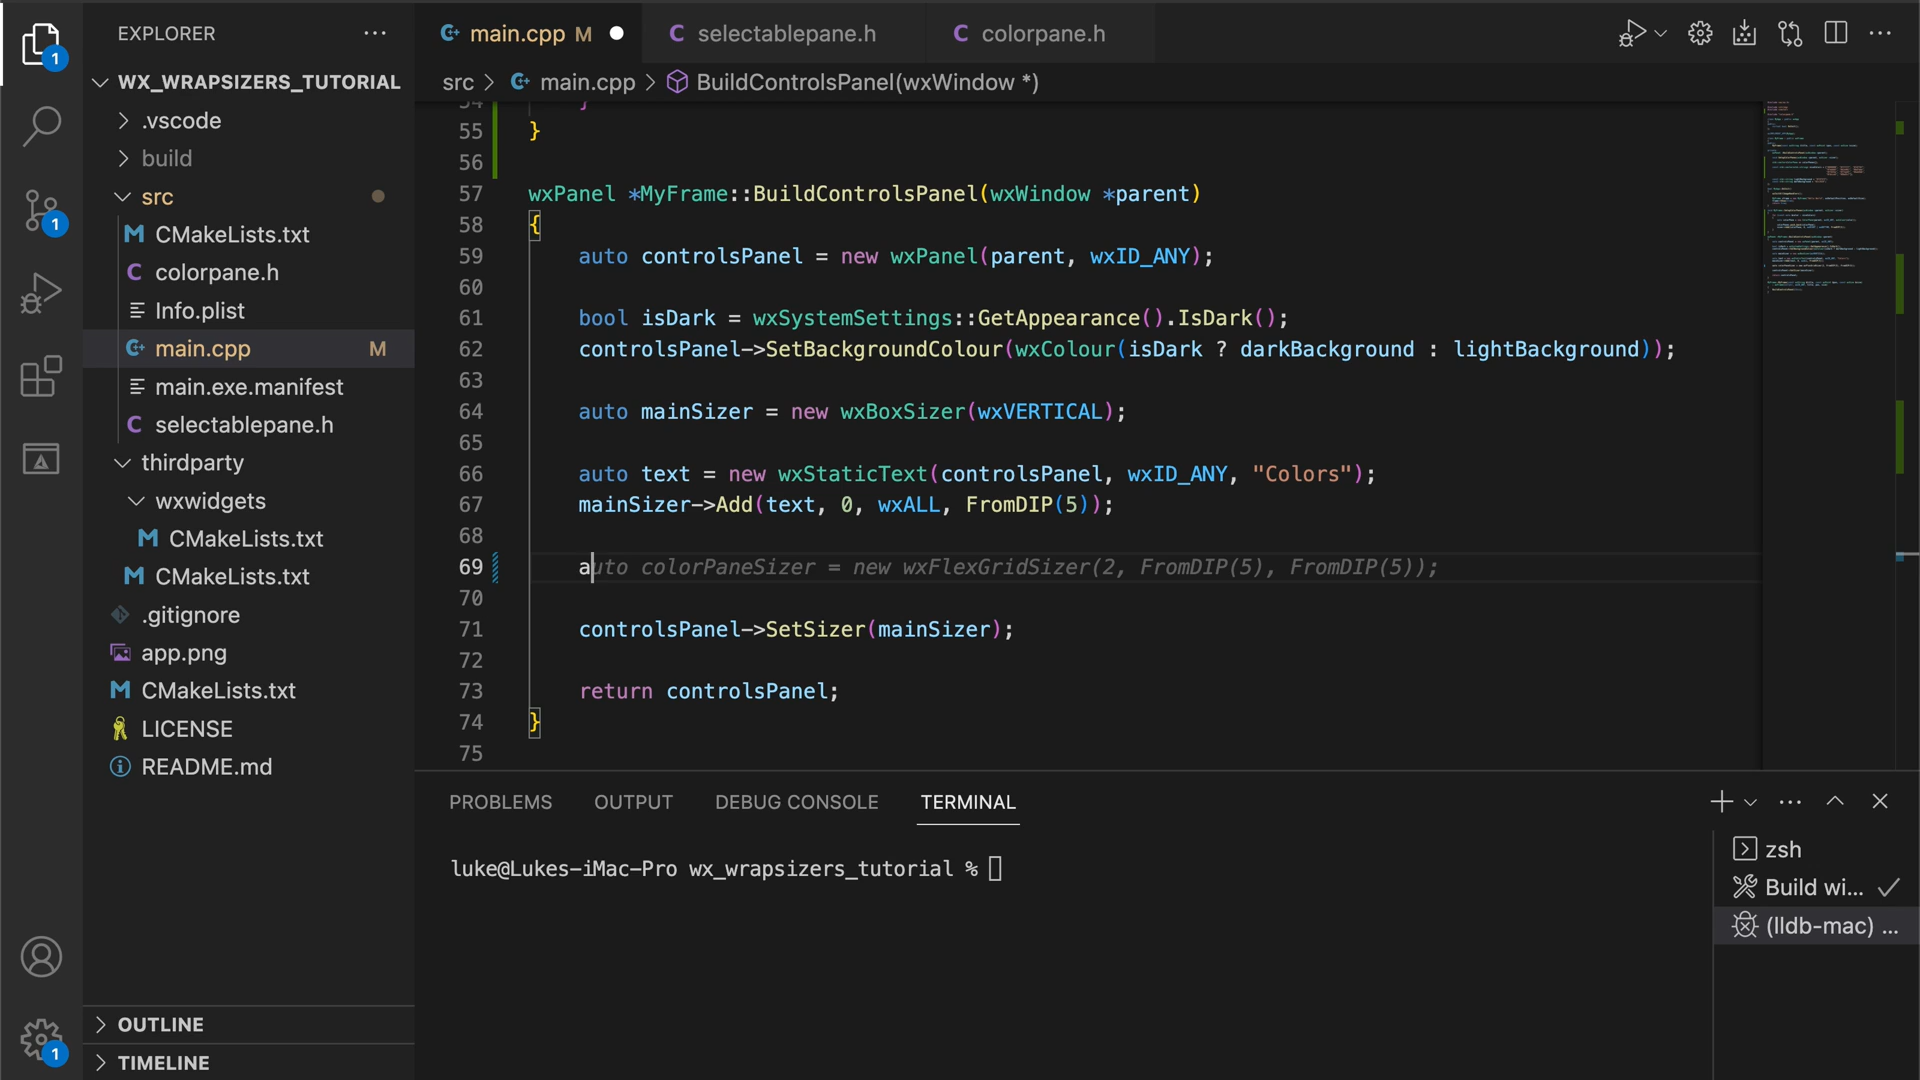 EXPLORER
WX_WRAPSIZERS_TUTORIAL
.vscode
build
src
CMakeLists.txt
colorpane.h
Info.plist
main.cpp M
main.exe.manifest
selectablepane.h
thirdparty
wxwidgets
CMakeLists.txt
CMakeLists.txt
.gitignore
app.png
CMakeLists.txt
LICENSE
README.md
OUTLINE
TIMELINE
1
1
1
main.cpp M
selectablepane.h
colorpane.h
src > main.cpp > BuildControlsPanel(wxWindow *)
54 }
55 }
56
57 wxPanel *MyFrame::BuildControlsPanel(wxWindow *parent)
58 {
59 auto controlsPanel = new wxPanel(parent, wxID_ANY);
60
61 bool isDark = wxSystemSettings::GetAppearance().IsDark();
62 controlsPanel->SetBackgroundColour(wxColour(isDark ? darkBackground : lightBackground));
63
64 auto mainSizer = new wxBoxSizer(wxVERTICAL);
65
66 auto text = new wxStaticText(controlsPanel, wxID_ANY, "Colors");
67 mainSizer->Add(text, 0, wxALL, FromDIP(5));
68
69 auto colorPaneSizer = new wxFlexGridSizer(2, FromDIP(5), FromDIP(5));
70
71 controlsPanel->SetSizer(mainSizer);
72
73 return controlsPanel;
74 }
75
PROBLEMS OUTPUT DEBUG CONSOLE TERMINAL
luke@Lukes-iMac-Pro wx_wrapsizers_tutorial %
zsh
Build wi...
(lldb-mac) ...